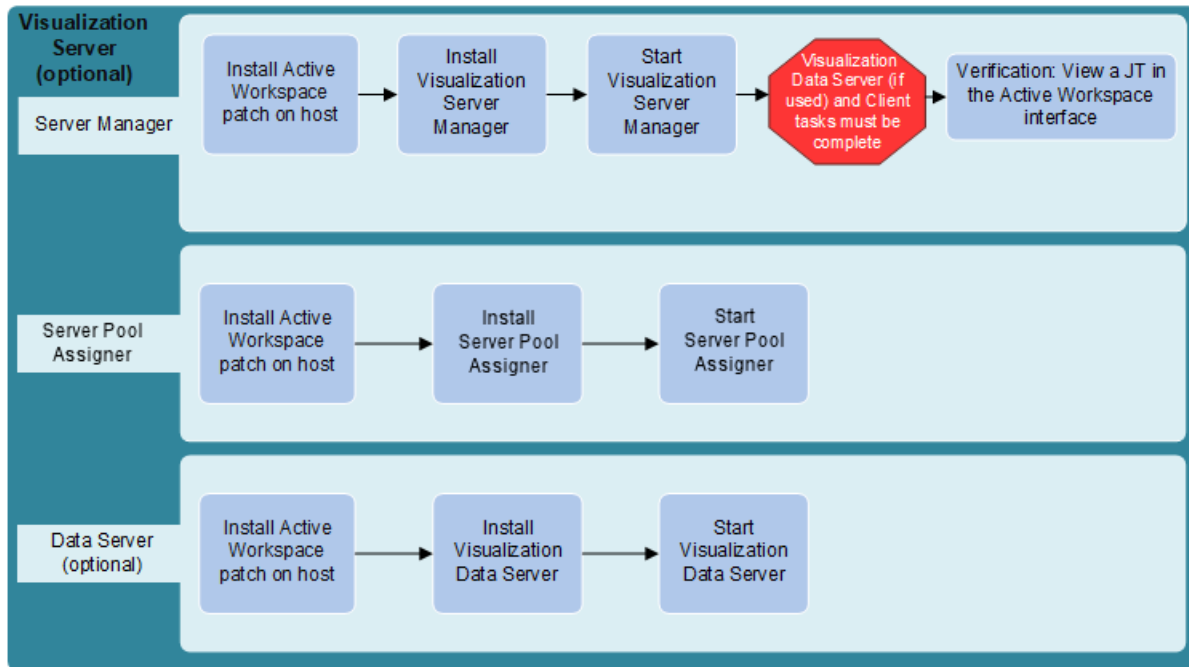 Visualization
Server
(optional)
Server Manager
Install Active
Workspace
patch on host
Install
Visualization
Server
Manager
Start
Visualization
Server
Manager
Visualization
Data Server (if
used) and Client
tasks must be
complete
Verification: View a JT in
the Active Workspace
interface
Server Pool
Assigner
Install Active
Workspace
patch on host
Install
Server Pool
Assigner
Start
Server Pool
Assigner
Data Server
(optional)
Install Active
Workspace
patch on host
Install
Visualization
Data Server
Start
Visualization
Data Server